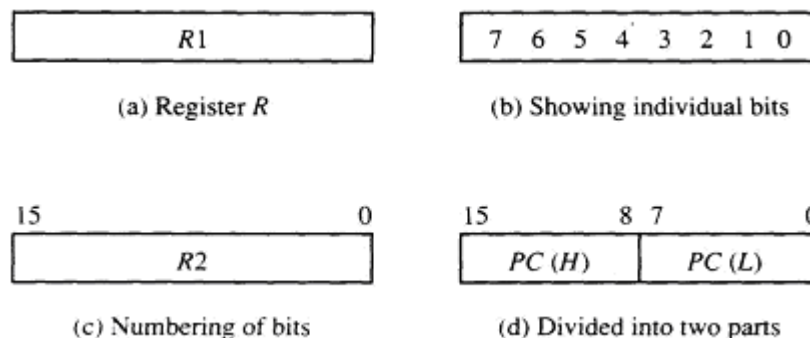 R1
7 6 5 4 3 2 1 0
(a) Register R
(b) Showing individual bits
15 0
15 8 7 0
R2
PC (H) PC (L)
(c) Numbering of bits
(d) Divided into two parts